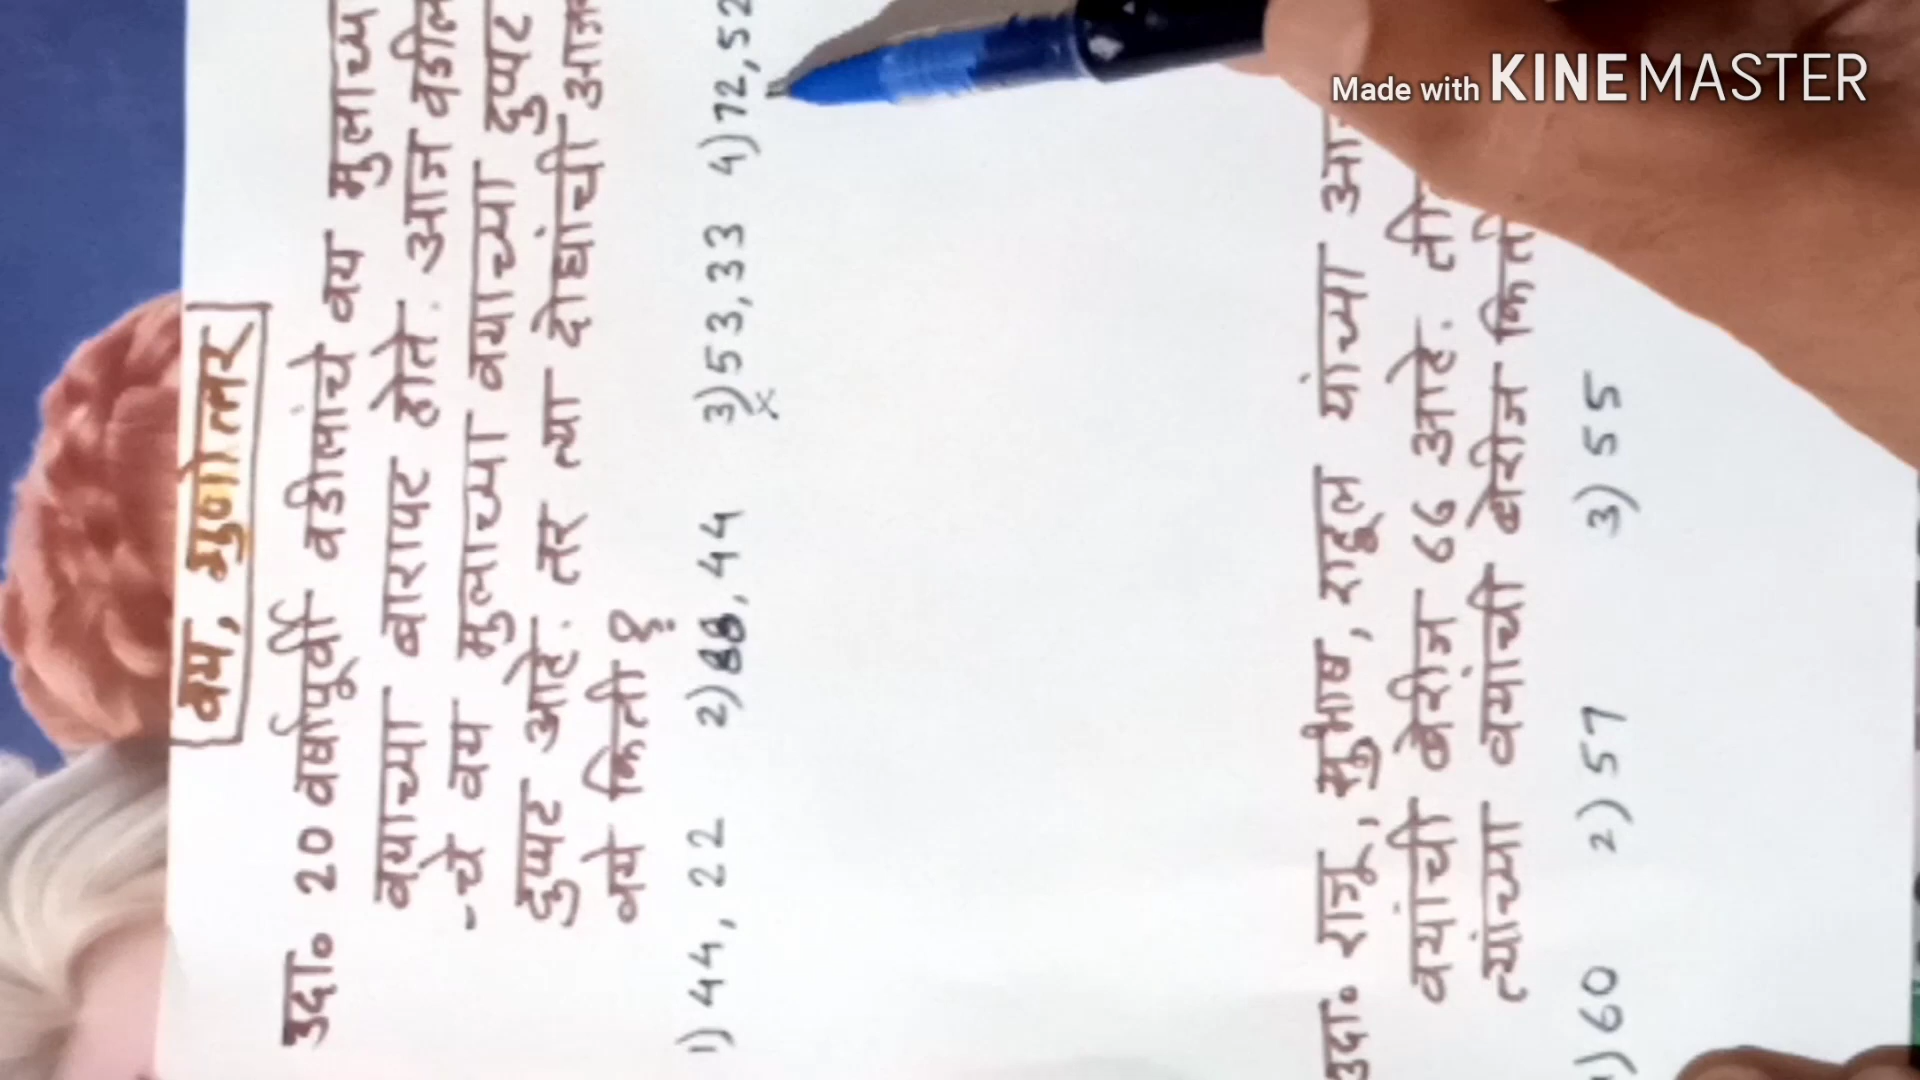 वय, गुणोत्तर
उदा० 20 वर्षापूर्वी वडीलांचे वय मुलाच्य
वयाच्या बारापट होते. आज वडील
-चे वय मुलाच्या वयाच्या दुप्पट
दुप्पट आहे. तर त्या दोघांची आज
वये किती?
1) 44, 22 2) 88, 44 3) 53, 33 4) 72, 52
उदा० राजू, सुभाष, राहूल यांच्या आ
वयांची बेरीज 66 आहे. ती
त्यांच्या वयांची बेरीज कित
1) 60 2) 57 3) 55
Made with KINEMASTER